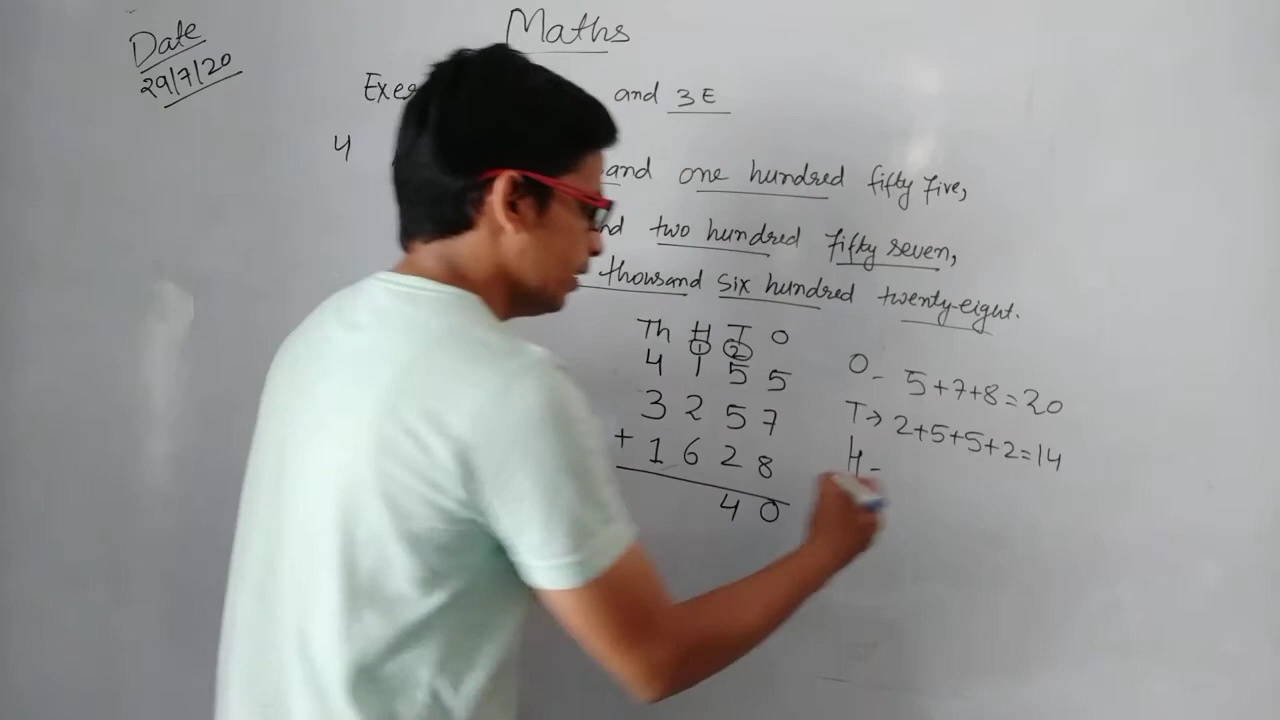 Date
29/7/20
Maths
and 3E
4
one hundred fifty five,
two hundred fifty seven,
thousand six hundred twenty-eight.
Th H T O
1 2
4 1 5 5
3 2 5 7
+ 1 6 2 8
4 0
O - 5+7+8=20
T → 2+5+5+2=14
H -